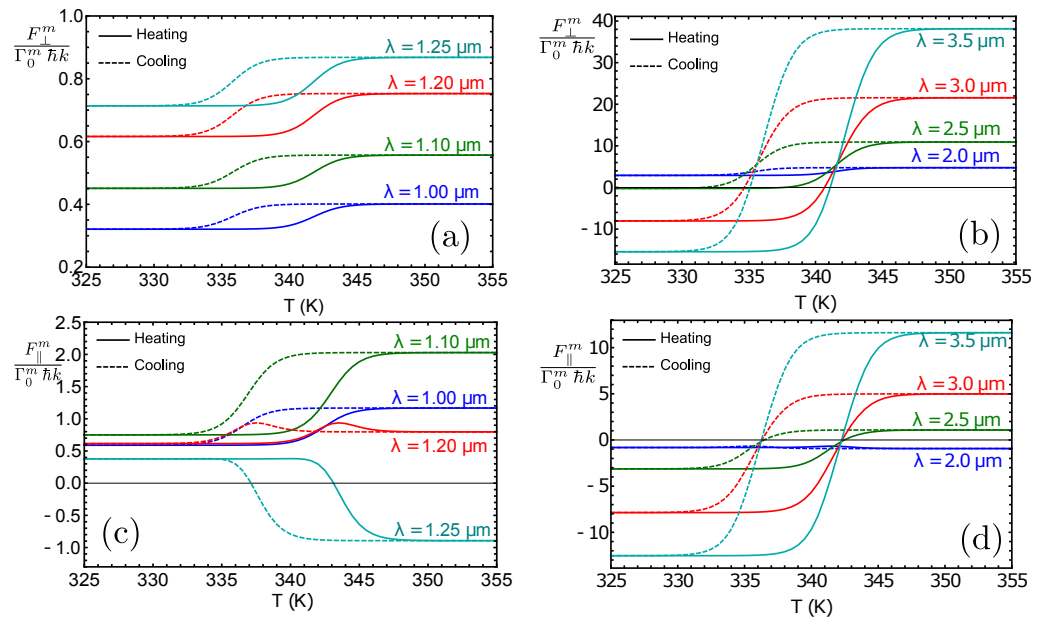 F⊥^m / Γ0^m ħk
1.0
0.8
0.6
0.4
0.2
Heating
Cooling
λ = 1.25 µm
λ = 1.20 µm
λ = 1.10 µm
λ = 1.00 µm
(a)
325 330 335 340 345 350 355
T (K)
F⊥^m / Γ0^m ħk
40
30
20
10
0
- 10
Heating
Cooling
λ = 3.5 µm
λ = 3.0 µm
λ = 2.5 µm
λ = 2.0 µm
(b)
325 330 335 340 345 350 355
T (K)
F∥^m / Γ0^m ħk
2.5
2.0
1.5
1.0
0.5
0.0
- 0.5
- 1.0
Heating
Cooling
λ = 1.10 µm
λ = 1.00 µm
λ = 1.20 µm
λ = 1.25 µm
(c)
325 330 335 340 345 350 355
T (K)
F∥^m / Γ0^m ħk
10
5
0
- 5
- 10
Heating
Cooling
λ = 3.5 µm
λ = 3.0 µm
λ = 2.5 µm
λ = 2.0 µm
(d)
325 330 335 340 345 350 355
T (K)